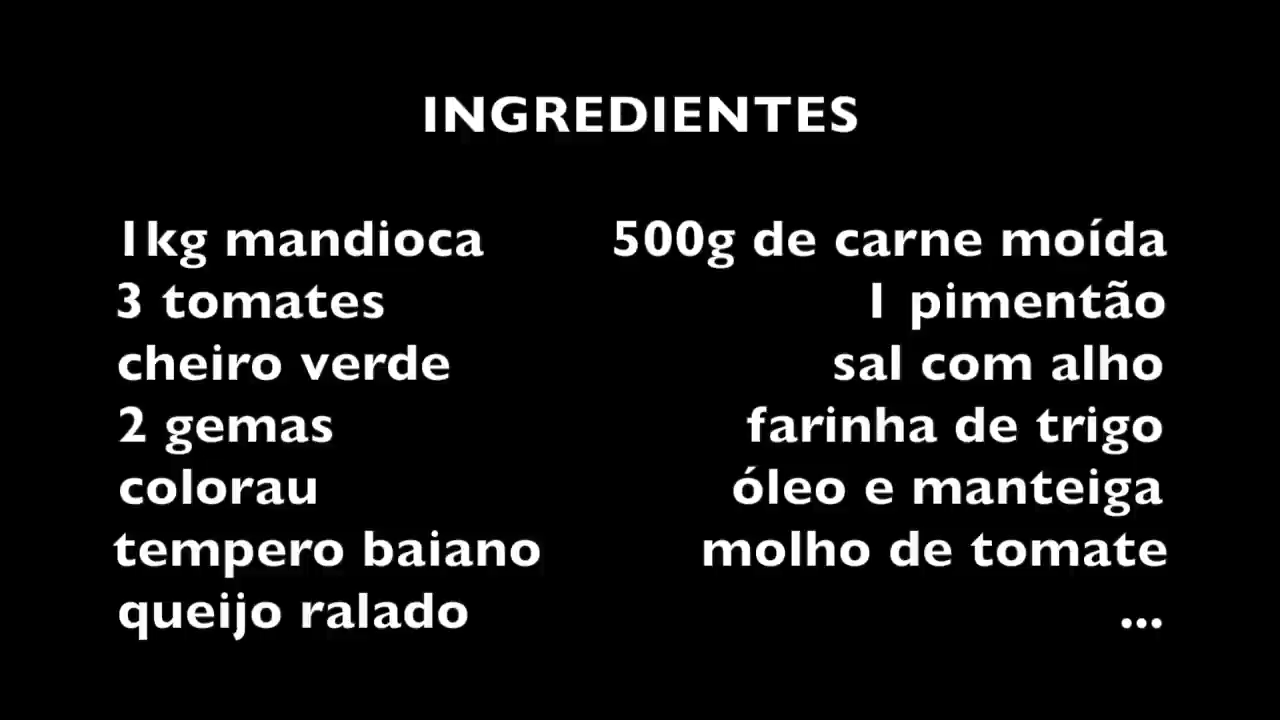 INGREDIENTES
1kg mandioca 500g de carne moída
3 tomates 1 pimentão
cheiro verde sal com alho
2 gemas farinha de trigo
colorau óleo e manteiga
tempero baiano molho de tomate
queijo ralado ...